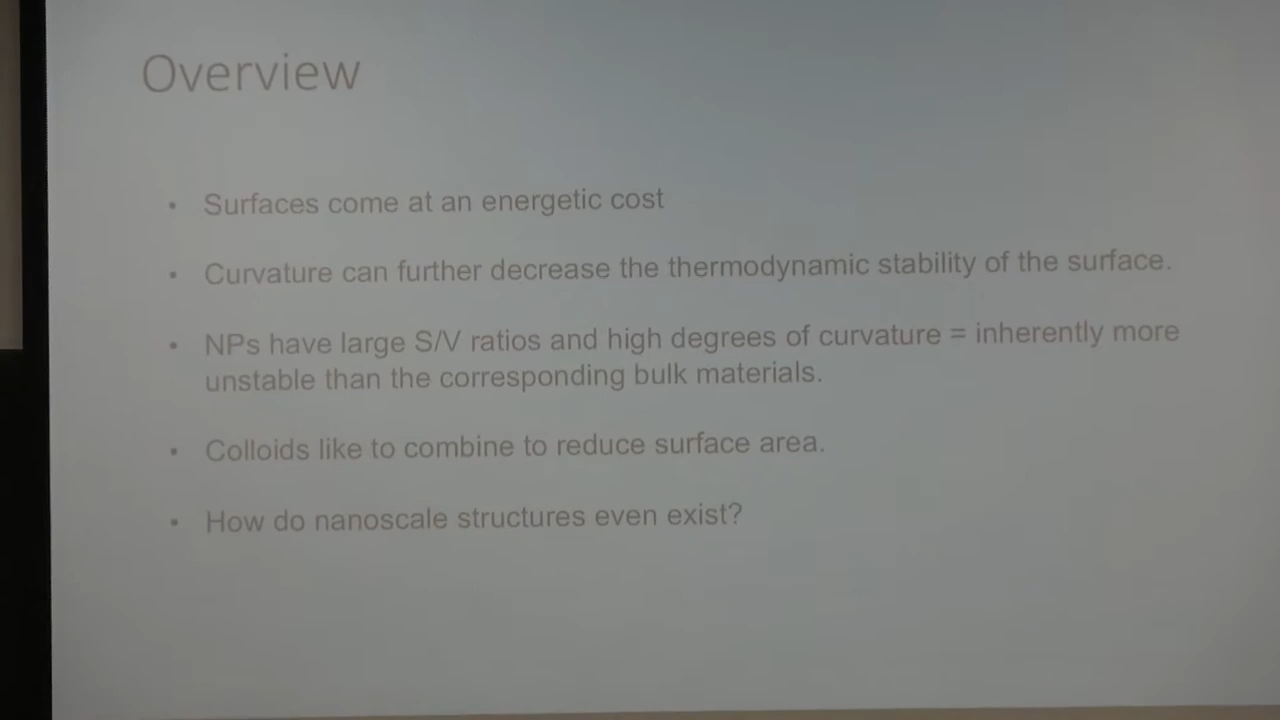 Overview
• Surfaces come at an energetic cost
• Curvature can further decrease the thermodynamic stability of the surface.
• NPs have large S/V ratios and high degrees of curvature = inherently more
unstable than the corresponding bulk materials.
• Colloids like to combine to reduce surface area.
• How do nanoscale structures even exist?